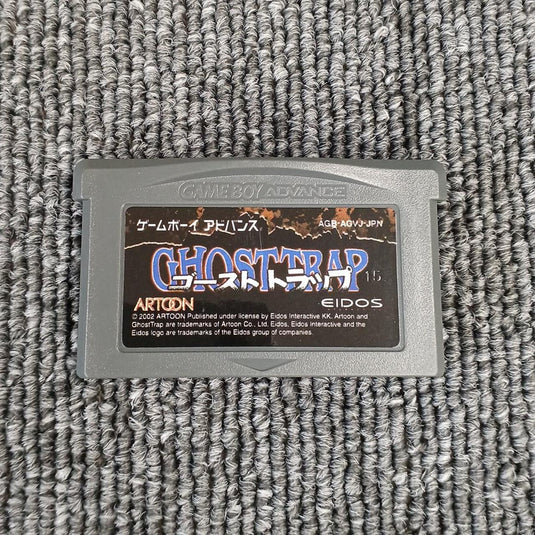 GAME BOY ADVANCE
ゲームボーイ アドバンス AGB-AGVJ-JPN
GHOST TRAP
ゴースト トラップ 15
ARTOON EIDOS
© 2002 ARTOON Published under license by Eidos Interactive KK. Artoon and
GhostTrap are trademarks of Artoon Co., Ltd. Eidos, Eidos Interactive and the
Eidos logo are trademarks of the Eidos group of companies.